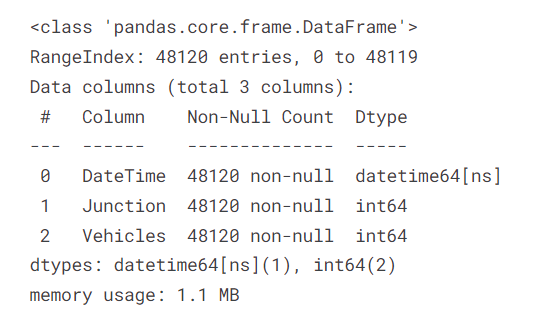 <class 'pandas.core.frame.DataFrame'>
RangeIndex: 48120 entries, 0 to 48119
Data columns (total 3 columns):
 #   Column    Non-Null Count  Dtype
---  ------    --------------  -----
 0   DateTime  48120 non-null  datetime64[ns]
 1   Junction  48120 non-null  int64
 2   Vehicles  48120 non-null  int64
dtypes: datetime64[ns](1), int64(2)
memory usage: 1.1 MB